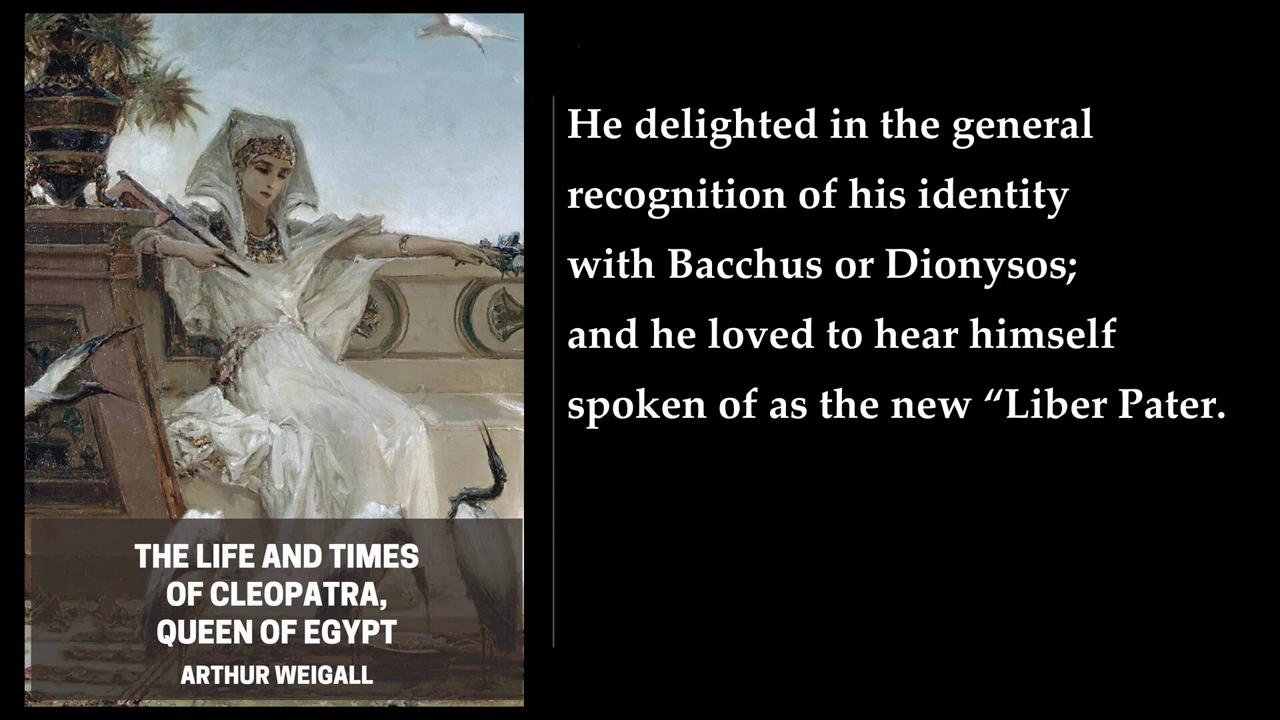 He delighted in the general
recognition of his identity
with Bacchus or Dionysos;
and he loved to hear himself
spoken of as the new “Liber Pater.
THE LIFE AND TIMES
OF CLEOPATRA,
QUEEN OF EGYPT
ARTHUR WEIGALL